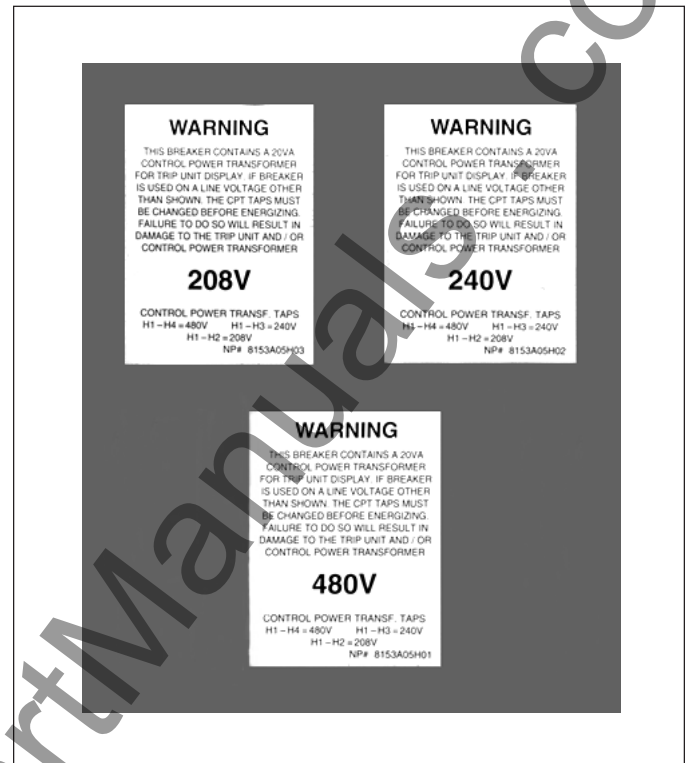 WARNING
THIS BREAKER CONTAINS A 20VA
CONTROL POWER TRANSFORMER
FOR TRIP UNIT DISPLAY. IF BREAKER
IS USED ON A LINE VOLTAGE OTHER
THAN SHOWN. THE CPT TAPS MUST
BE CHANGED BEFORE ENERGIZING.
FAILURE TO DO SO WILL RESULT IN
DAMAGE TO THE TRIP UNIT AND / OR
CONTROL POWER TRANSFORMER
208V
CONTROL POWER TRANSF. TAPS
H1 – H4 = 480V H1 – H3 = 240V
H1 – H2 = 208V
NP# 8153A05H03
WARNING
THIS BREAKER CONTAINS A 20VA
CONTROL POWER TRANSFORMER
FOR TRIP UNIT DISPLAY. IF BREAKER
IS USED ON A LINE VOLTAGE OTHER
THAN SHOWN. THE CPT TAPS MUST
BE CHANGED BEFORE ENERGIZING.
FAILURE TO DO SO WILL RESULT IN
DAMAGE TO THE TRIP UNIT AND / OR
CONTROL POWER TRANSFORMER
240V
CONTROL POWER TRANSF. TAPS
H1 – H4 = 480V H1 – H3 = 240V
H1 – H2 = 208V
NP# 8153A05H02
WARNING
THIS BREAKER CONTAINS A 20VA
CONTROL POWER TRANSFORMER
FOR TRIP UNIT DISPLAY. IF BREAKER
IS USED ON A LINE VOLTAGE OTHER
THAN SHOWN. THE CPT TAPS MUST
BE CHANGED BEFORE ENERGIZING.
FAILURE TO DO SO WILL RESULT IN
DAMAGE TO THE TRIP UNIT AND / OR
CONTROL POWER TRANSFORMER
480V
CONTROL POWER TRANSF. TAPS
H1 – H4 = 480V H1 – H3 = 240V
H1 – H2 = 208V
NP# 8153A05H01
rtManuals.co